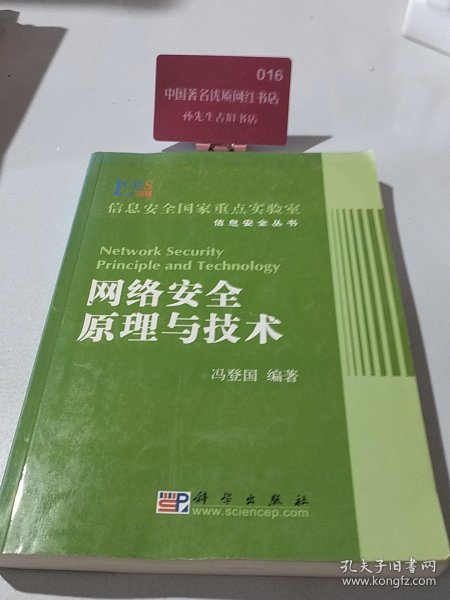 016
中国著名优质网红书店
孙先生古旧书店
信息安全国家重点实验室
信息安全丛书
Network Security
Principle and Technology
网络安全
原理与技术
冯登国 编著
科学出版社
www.sciencep.com
孔夫子旧书网
www.kongfz.com